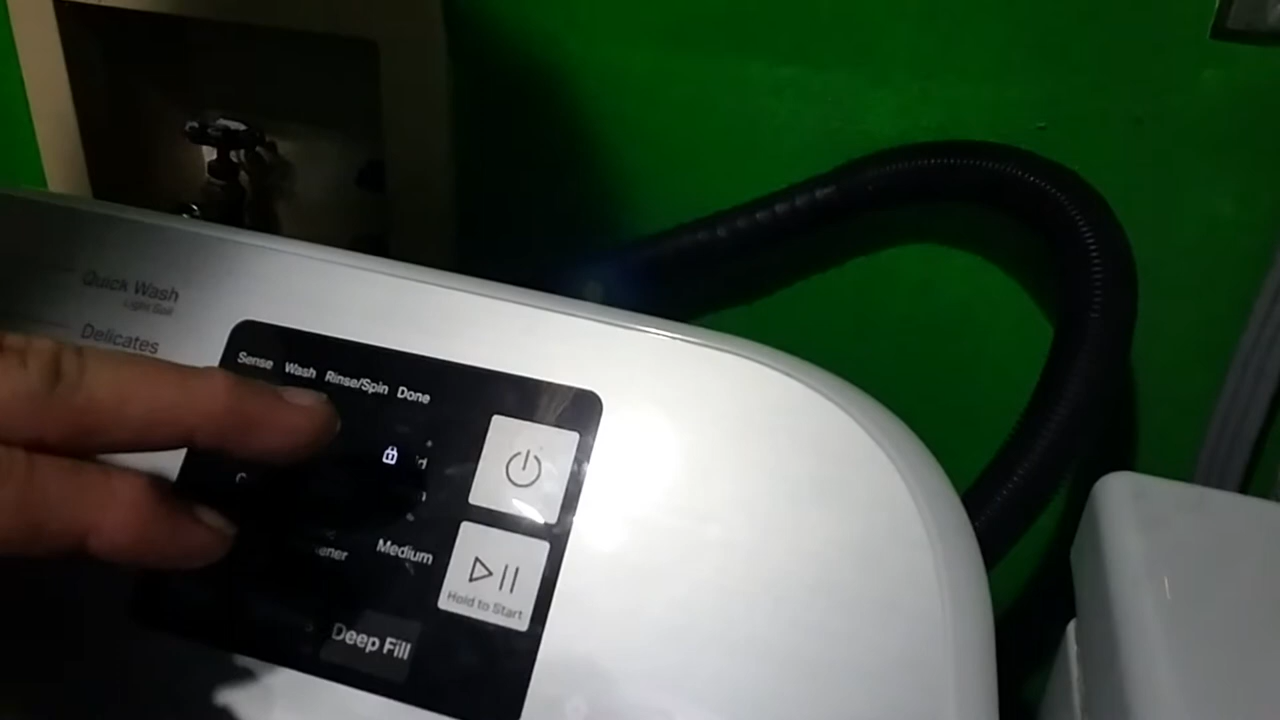 Quick Wash
Light Soil
Delicates
Sense Wash Rinse/Spin Done
Medium
Hold to Start
Deep Fill